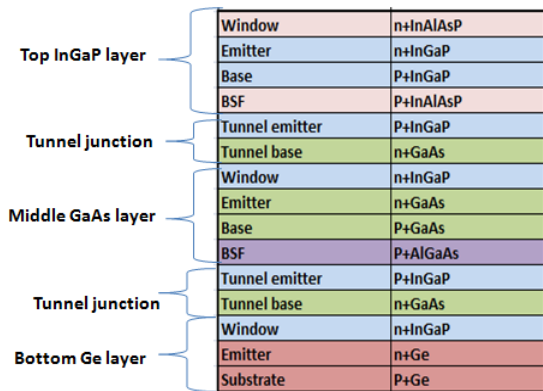 Top InGaP layer
Window n+InAlAsP
Emitter n+InGaP
Base P+InGaP
BSF P+InAlAsP
Tunnel junction
Tunnel emitter P+InGaP
Tunnel base n+GaAs
Middle GaAs layer
Window n+InGaP
Emitter n+GaAs
Base P+GaAs
BSF P+AlGaAs
Tunnel junction
Tunnel emitter P+InGaP
Tunnel base n+GaAs
Bottom Ge layer
Window n+InGaP
Emitter n+Ge
Substrate P+Ge